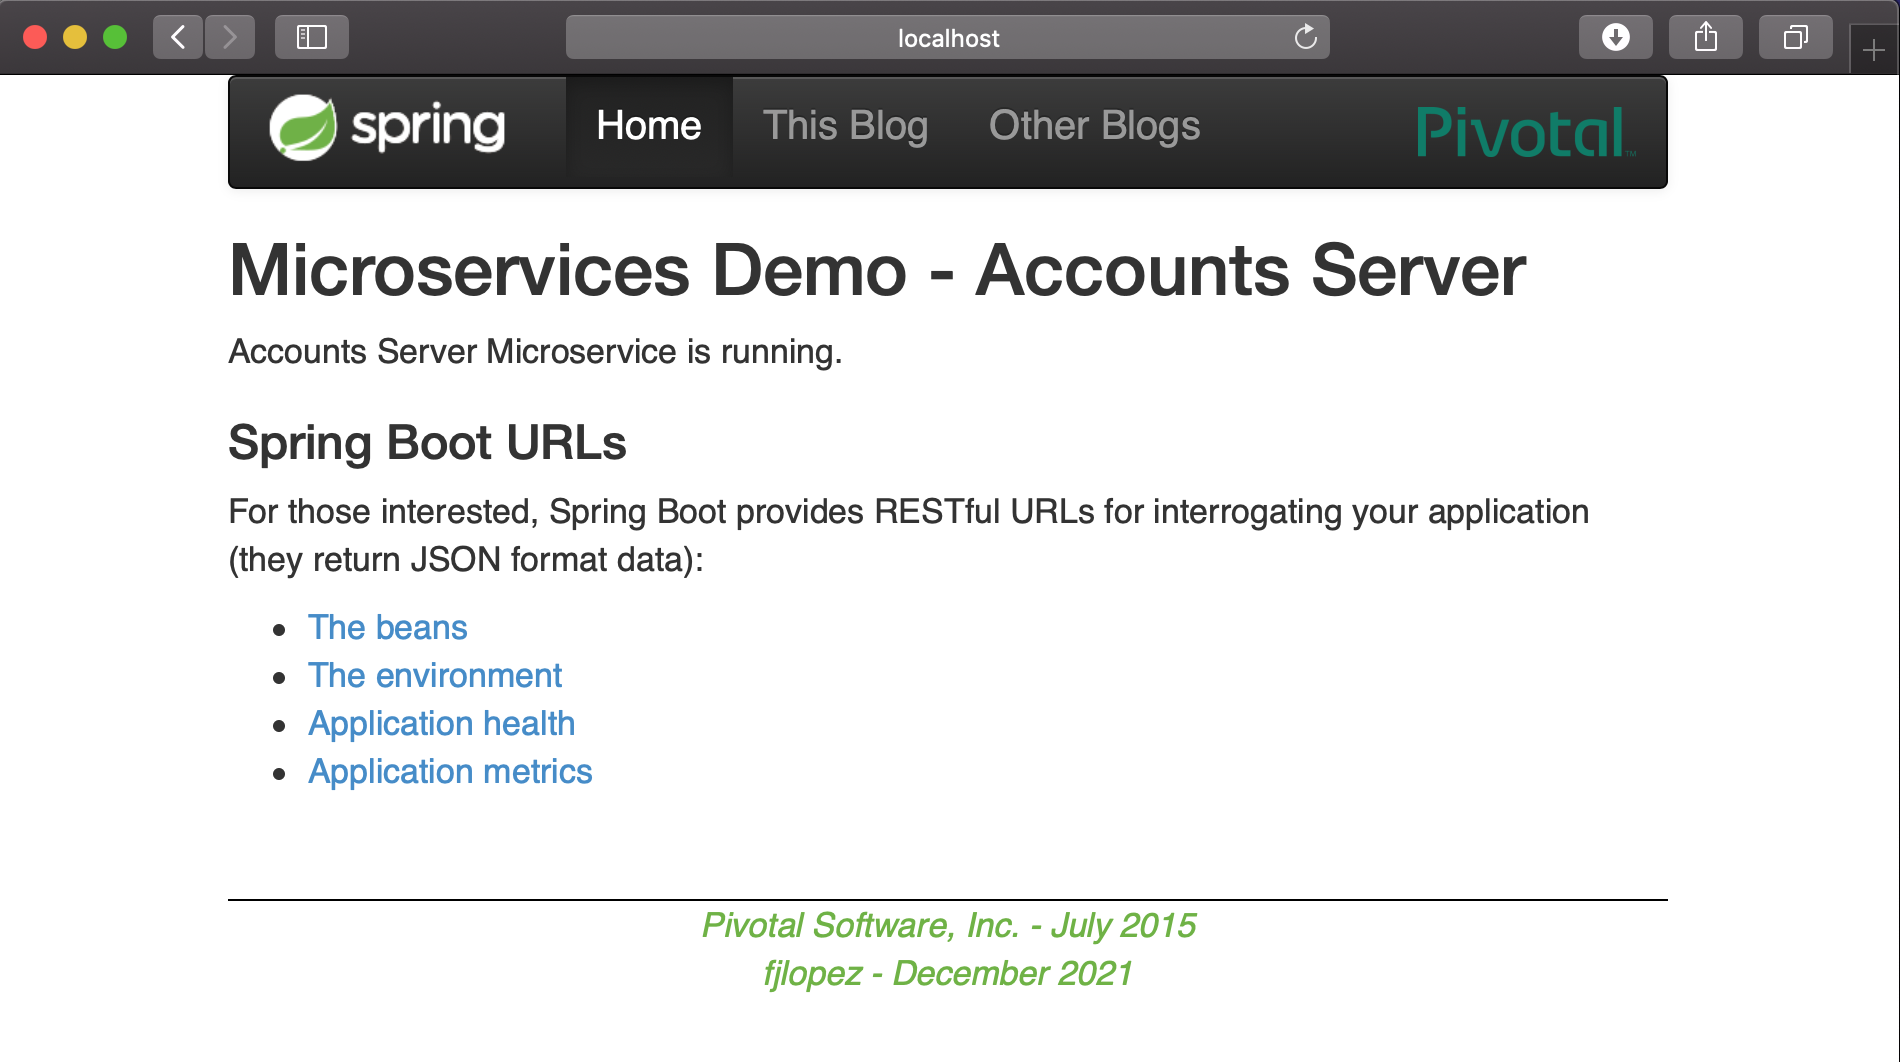 localhost
spring Home This Blog Other Blogs Pivotal™
Microservices Demo - Accounts Server
Accounts Server Microservice is running.
Spring Boot URLs
For those interested, Spring Boot provides RESTful URLs for interrogating your application
(they return JSON format data):
The beans
The environment
Application health
Application metrics
Pivotal Software, Inc. - July 2015
fjlopez - December 2021